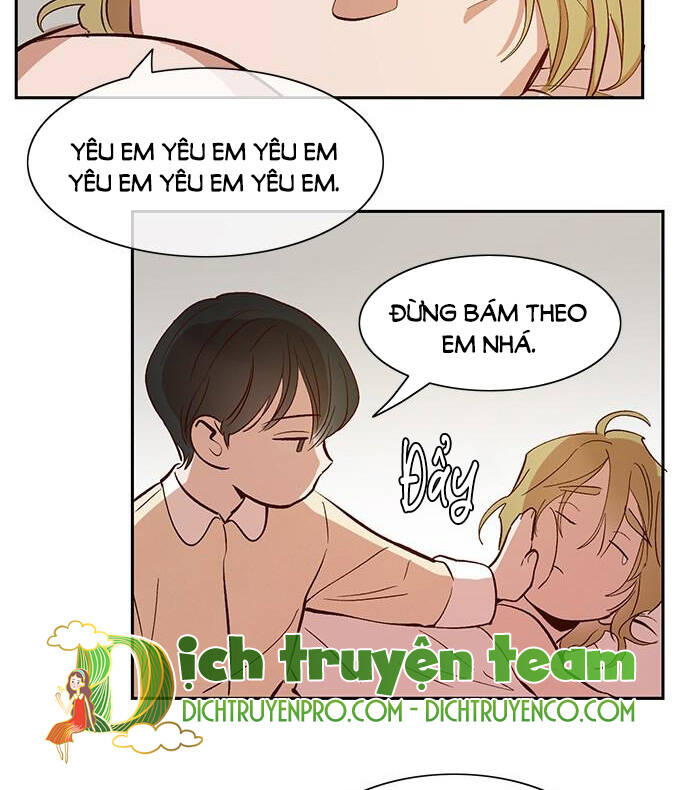 YÊU EM YÊU EM YÊU EM
YÊU EM YÊU EM YÊU EM.
ĐỪNG BÁM THEO
EM NHÁ.
Đẩy
Dịch truyện team
DICHTRUYENPRO.COM - DICHTRUYENCO.COM